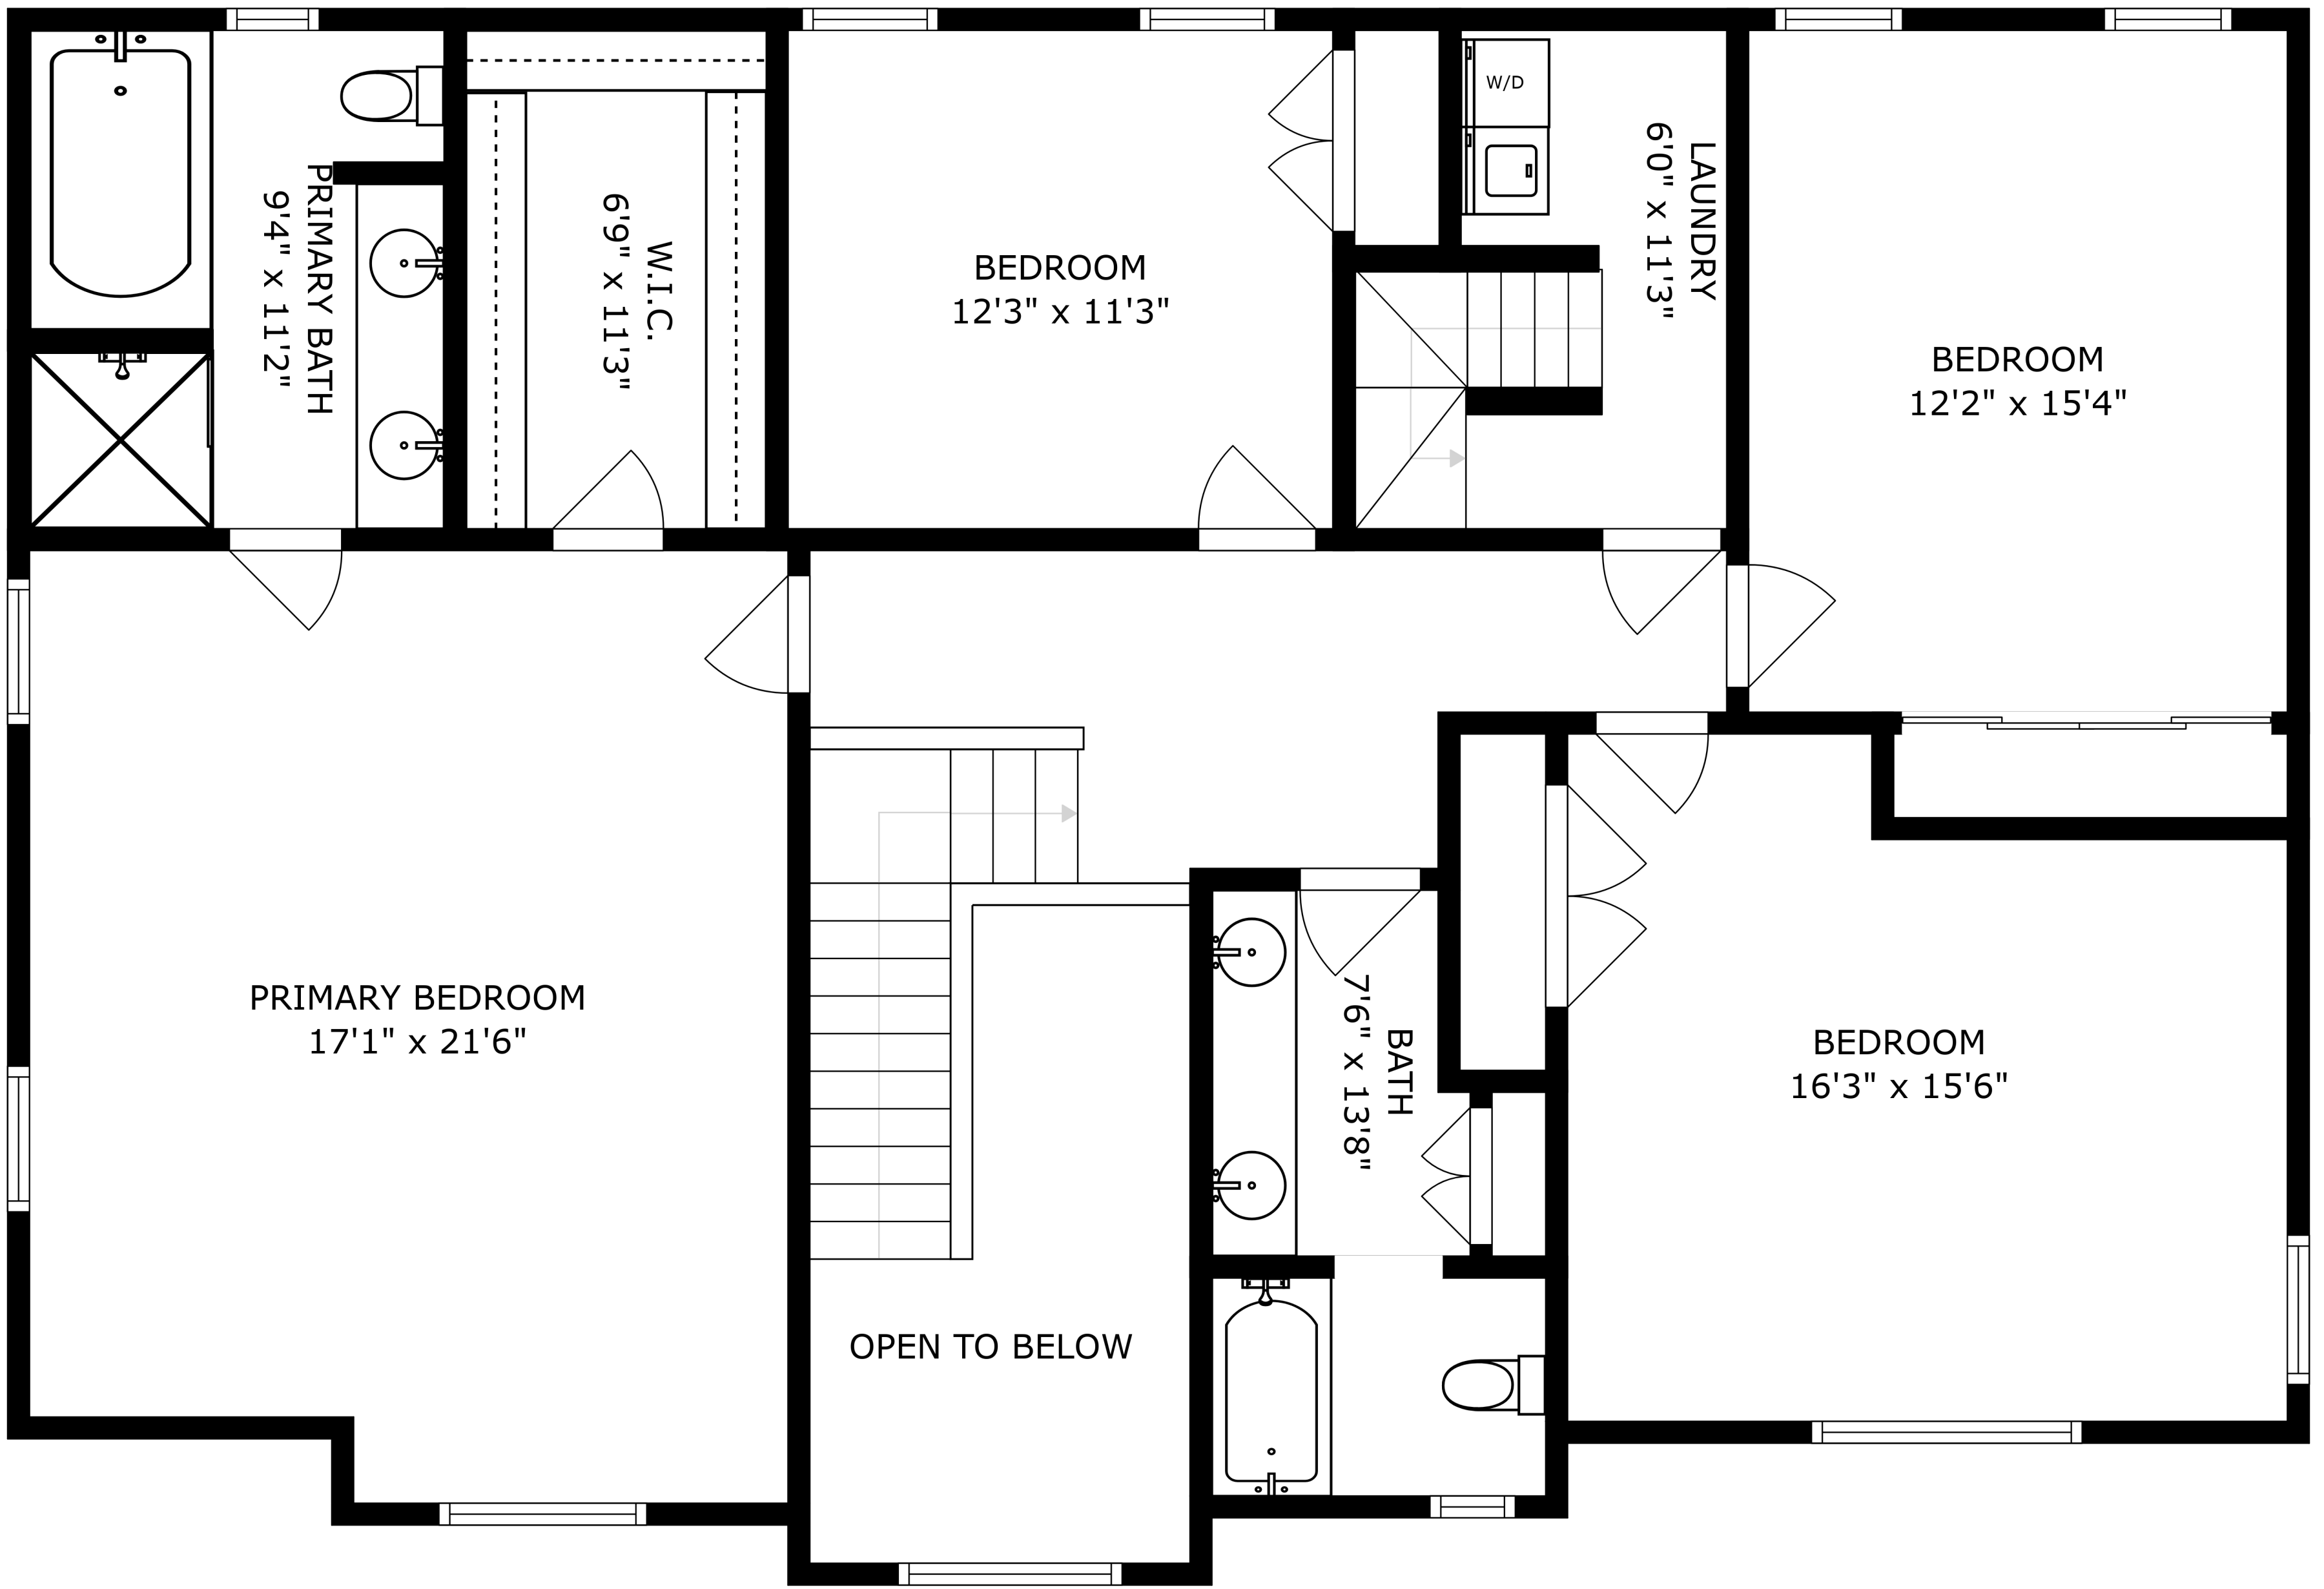 PRIMARY BATH
9'4" x 11'2"
W.I.C.
6'9" x 11'3"
BEDROOM
12'3" x 11'3"
W/D
LAUNDRY
6'0" x 11'3"
BEDROOM
12'2" x 15'4"
PRIMARY BEDROOM
17'1" x 21'6"
BATH
7'6" x 13'8"
BEDROOM
16'3" x 15'6"
OPEN TO BELOW